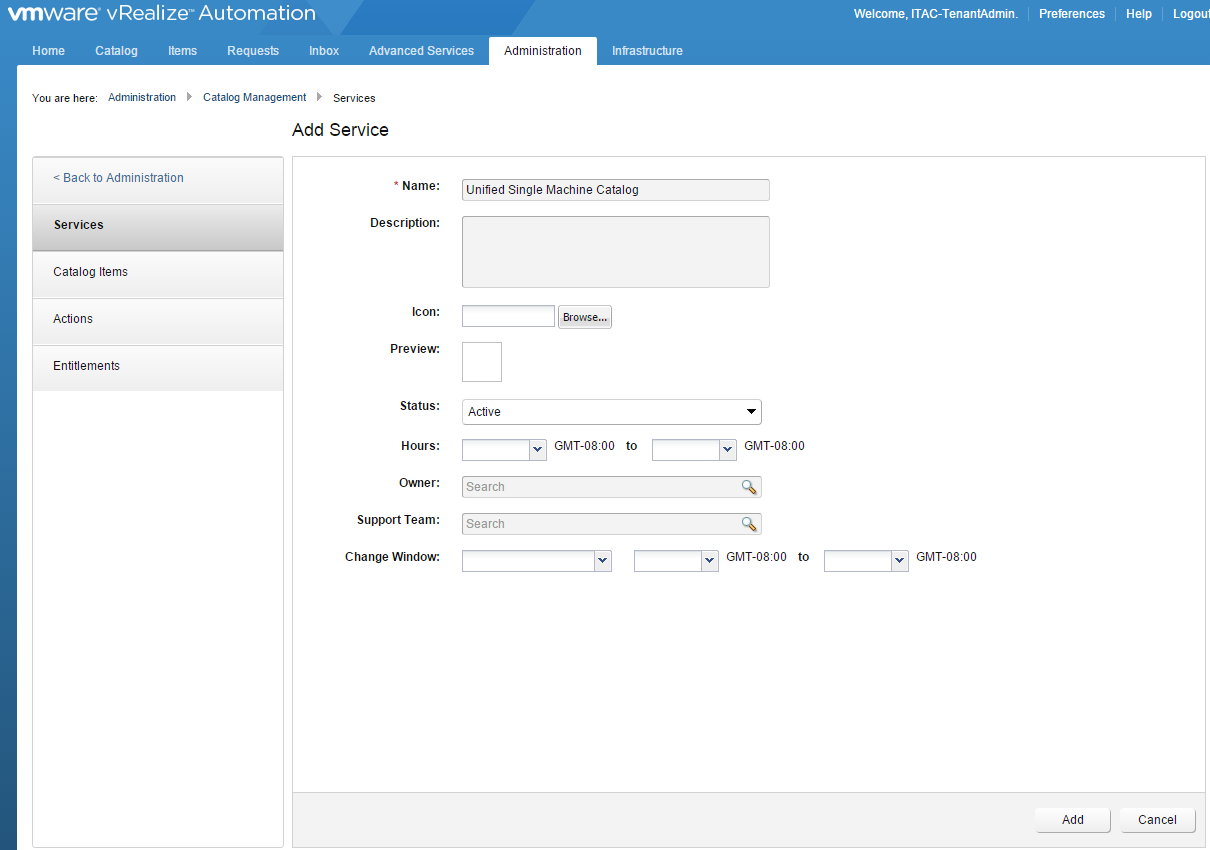 vmware® vRealize™ Automation
Welcome, ITAC-TenantAdmin. Preferences Help Logout
Home Catalog Items Requests Inbox Advanced Services Administration Infrastructure
You are here: Administration Catalog Management Services
Add Service
< Back to Administration
Services
Catalog Items
Actions
Entitlements
* Name: Unified Single Machine Catalog
Description:
Icon: Browse...
Preview:
Status: Active
Hours: GMT-08:00 to GMT-08:00
Owner: Search
Support Team: Search
Change Window: GMT-08:00 to GMT-08:00
Add Cancel